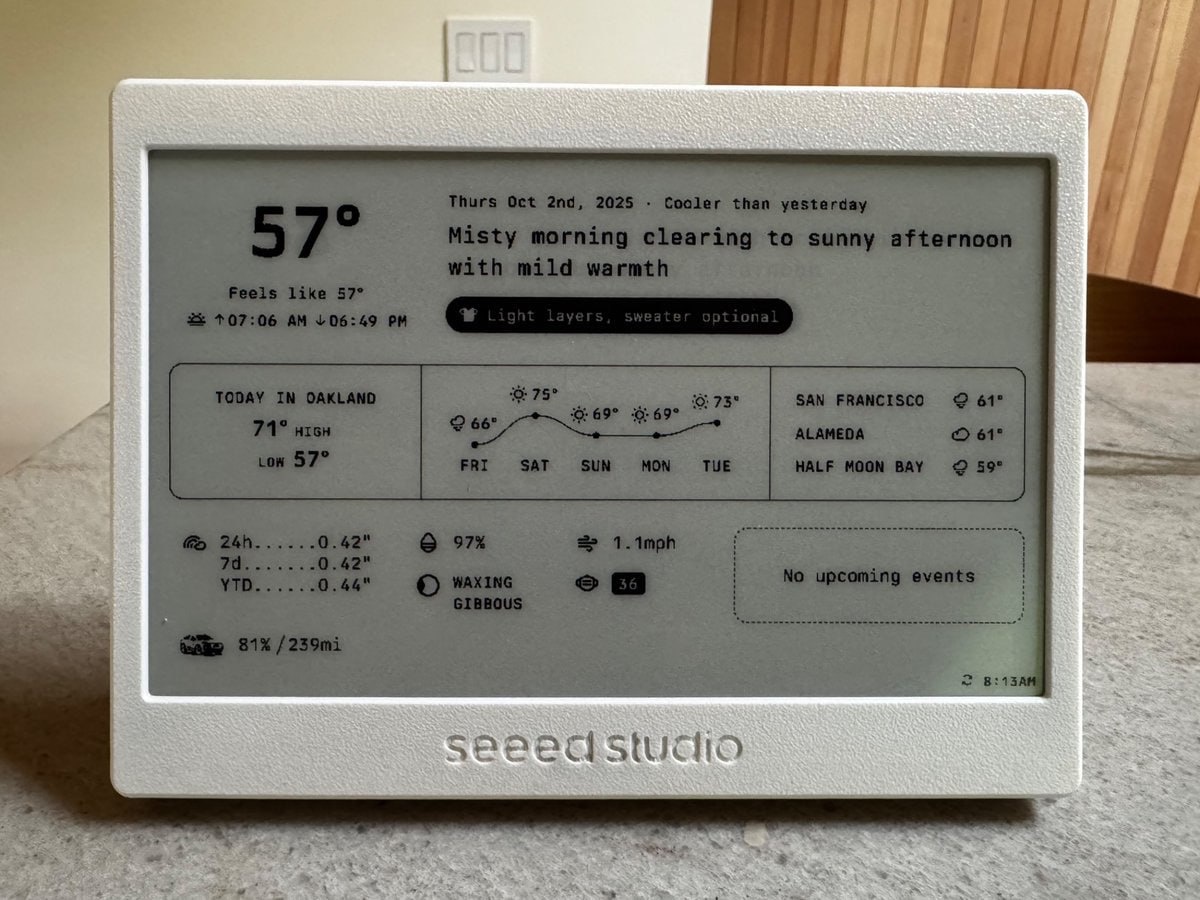 57°
Feels like 57°
↑07:06 AM ↓06:49 PM
Thurs Oct 2nd, 2025 · Cooler than yesterday
Misty morning clearing to sunny afternoon
with mild warmth
Light layers, sweater optional
TODAY IN OAKLAND
71° HIGH
LOW 57°
66° 75° 69° 69° 73°
FRI SAT SUN MON TUE
SAN FRANCISCO 61°
ALAMEDA 61°
HALF MOON BAY 59°
24h......0.42"
7d.......0.42"
YTD......0.44"
97%
WAXING
GIBBOUS
1.1mph
36
No upcoming events
81%/239mi
8:13AM
seeed studio